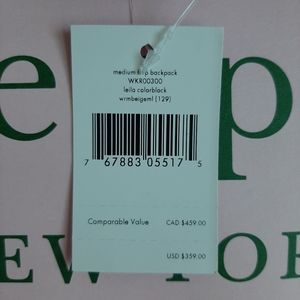 medium flap backpack
WKR00300
leila colorblock
wrmbeigeml (129)
7 67883 05517 5
Comparable Value CAD $459.00
USD $359.00
e p
EW YOR